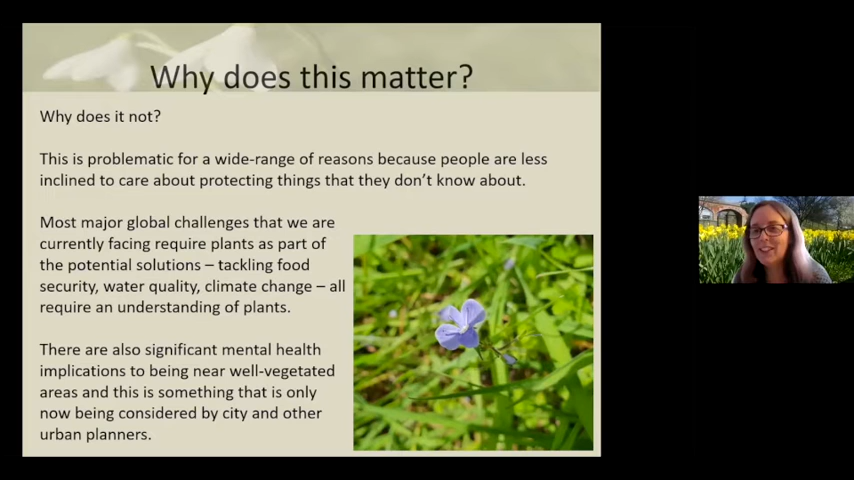 Why does this matter?
Why does it not?
This is problematic for a wide-range of reasons because people are less
inclined to care about protecting things that they don’t know about.
Most major global challenges that we are
currently facing require plants as part of
the potential solutions – tackling food
security, water quality, climate change – all
require an understanding of plants.
There are also significant mental health
implications to being near well-vegetated
areas and this is something that is only
now being considered by city and other
urban planners.